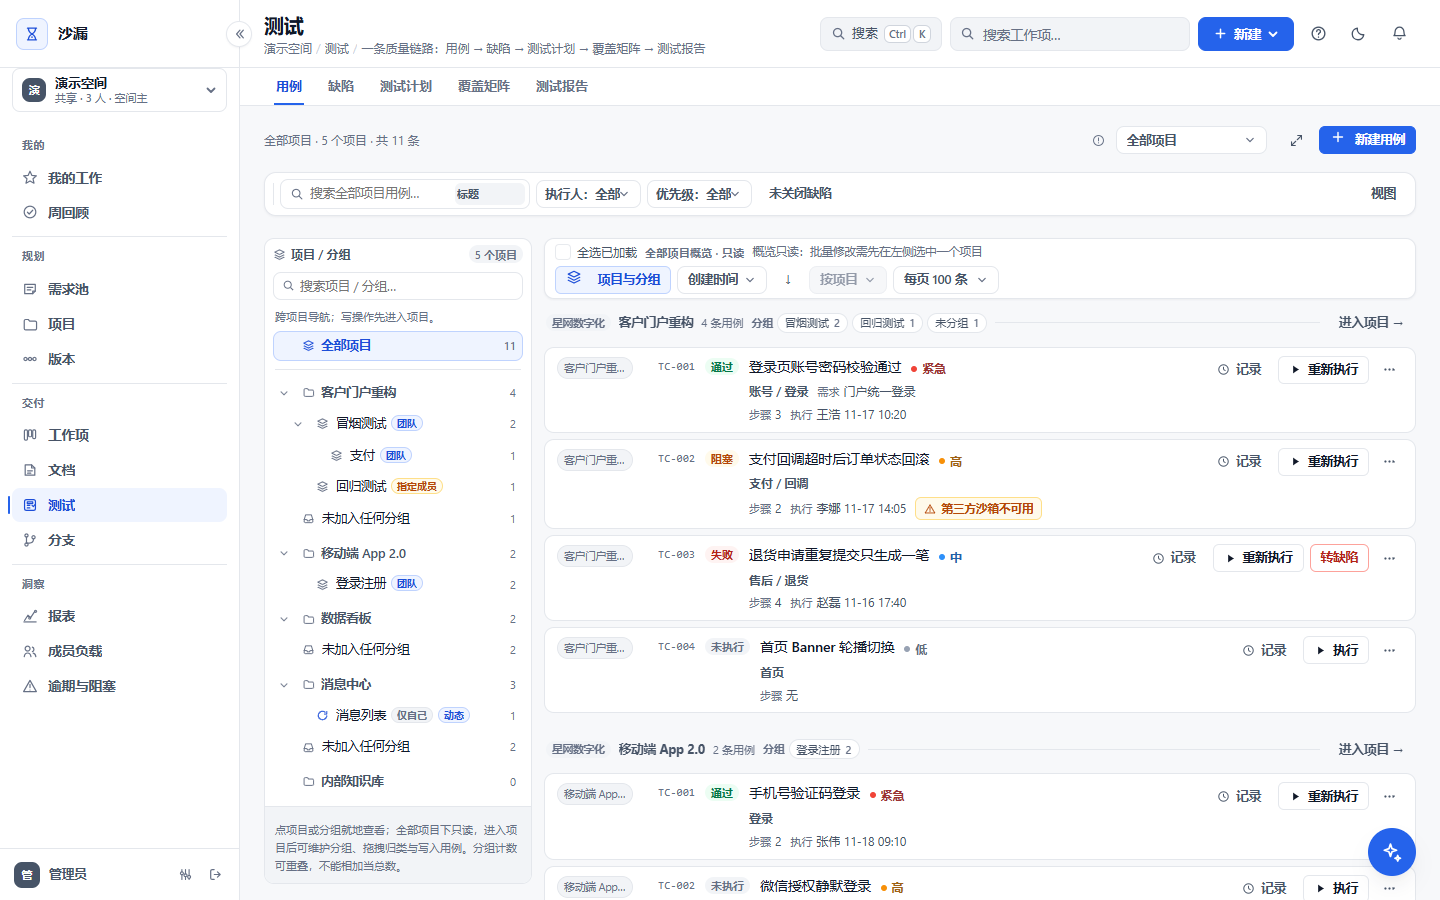 沙漏
演
演示空间
共享 · 3 人 · 空间主
我的
我的工作
周回顾
规划
需求池
项目
版本
交付
工作项
文档
测试
分支
洞察
报表
成员负载
逾期与阻塞
管
管理员
测试
演示空间 / 测试 / 一条质量链路：用例 → 缺陷 → 测试计划 → 覆盖矩阵 → 测试报告
搜索 Ctrl K
搜索工作项...
新建
用例 缺陷 测试计划 覆盖矩阵 测试报告
全部项目 · 5 个项目 · 共 11 条
全部项目
新建用例
搜索全部项目用例... 标题
执行人：全部
优先级：全部
未关闭缺陷
视图
项目 / 分组 5 个项目
搜索项目 / 分组...
跨项目导航；写操作先进入项目。
全部项目 11
客户门户重构 4
冒烟测试 团队 2
支付 团队 1
回归测试 指定成员 1
未加入任何分组 1
移动端 App 2.0 2
登录注册 团队 2
数据看板 2
未加入任何分组 2
消息中心 3
消息列表 仅自己 动态 1
未加入任何分组 2
内部知识库 0
点项目或分组就地查看；全部项目下只读，进入项
目后可维护分组、拖拽归类与写入用例。分组计数
可重叠，不能相加当总数。
全选已加载 全部项目概览 · 只读 概览只读：批量修改需先在左侧选中一个项目
项目与分组 创建时间 ↓ 按项目 每页 100 条
星网数字化 客户门户重构 4 条用例 分组 冒烟测试 2 回归测试 1 未分组 1 进入项目 →
客户门户重... TC-001 通过 登录页账号密码校验通过 紧急 记录 重新执行
账号 / 登录 需求 门户统一登录
步骤 3 执行 王浩 11-17 10:20
客户门户重... TC-002 阻塞 支付回调超时后订单状态回滚 高 记录 重新执行
支付 / 回调
步骤 2 执行 李娜 11-17 14:05 第三方沙箱不可用
客户门户重... TC-003 失败 退货申请重复提交只生成一笔 中 记录 重新执行 转缺陷
售后 / 退货
步骤 4 执行 赵磊 11-16 17:40
客户门户重... TC-004 未执行 首页 Banner 轮播切换 低 记录 执行
首页
步骤 无
星网数字化 移动端 App 2.0 2 条用例 分组 登录注册 2 进入项目 →
移动端 App... TC-001 通过 手机号验证码登录 紧急 记录 重新执行
登录
步骤 2 执行 张伟 11-18 09:10
移动端 App... TC-002 未执行 微信授权静默登录 高 记录 执行